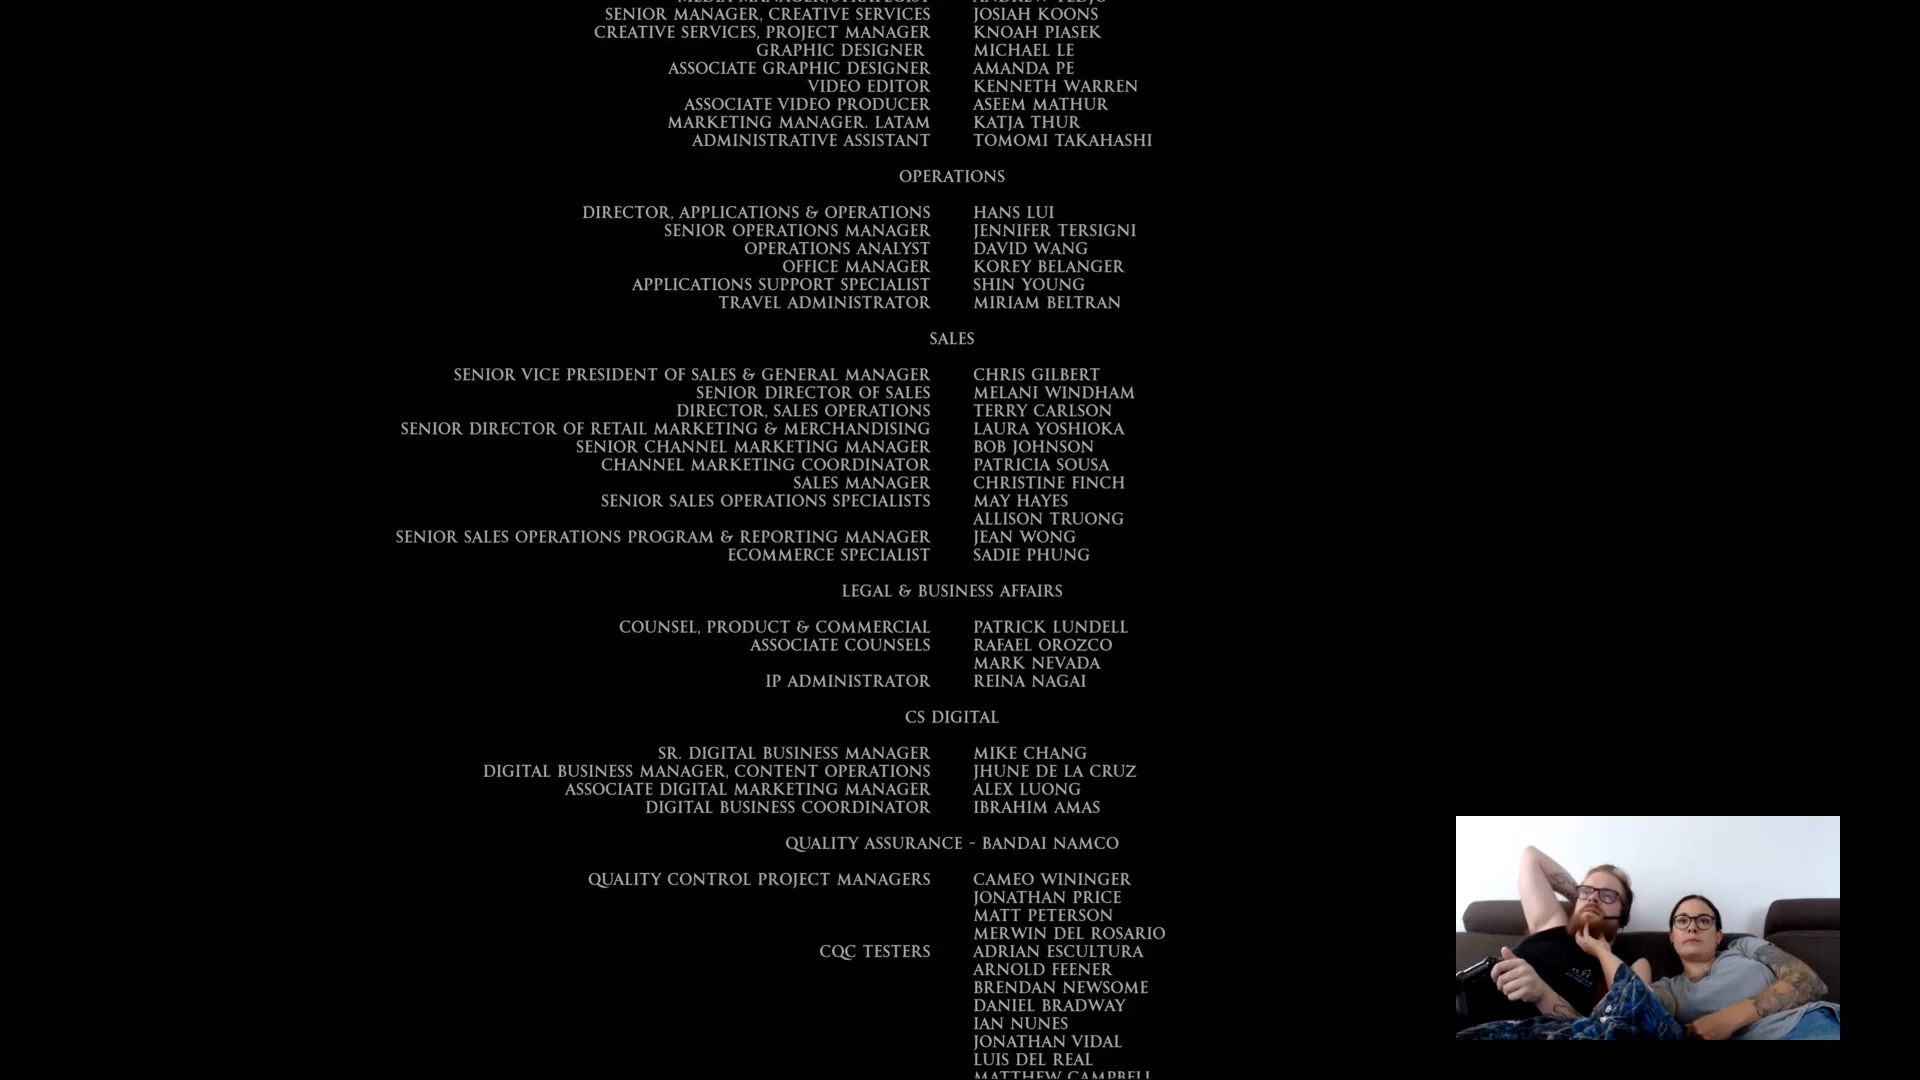 SENIOR MANAGER, CREATIVE SERVICES JOSIAH KOONS
CREATIVE SERVICES, PROJECT MANAGER KNOAH PIASEK
GRAPHIC DESIGNER MICHAEL LE
ASSOCIATE GRAPHIC DESIGNER AMANDA PE
VIDEO EDITOR KENNETH WARREN
ASSOCIATE VIDEO PRODUCER ASEEM MATHUR
MARKETING MANAGER. LATAM KATJA THUR
ADMINISTRATIVE ASSISTANT TOMOMI TAKAHASHI
OPERATIONS
DIRECTOR, APPLICATIONS & OPERATIONS HANS LUI
SENIOR OPERATIONS MANAGER JENNIFER TERSIGNI
OPERATIONS ANALYST DAVID WANG
OFFICE MANAGER KOREY BELANGER
APPLICATIONS SUPPORT SPECIALIST SHIN YOUNG
TRAVEL ADMINISTRATOR MIRIAM BELTRAN
SALES
SENIOR VICE PRESIDENT OF SALES & GENERAL MANAGER CHRIS GILBERT
SENIOR DIRECTOR OF SALES MELANI WINDHAM
DIRECTOR, SALES OPERATIONS TERRY CARLSON
SENIOR DIRECTOR OF RETAIL MARKETING & MERCHANDISING LAURA YOSHIOKA
SENIOR CHANNEL MARKETING MANAGER BOB JOHNSON
CHANNEL MARKETING COORDINATOR PATRICIA SOUSA
SALES MANAGER CHRISTINE FINCH
SENIOR SALES OPERATIONS SPECIALISTS MAY HAYES
ALLISON TRUONG
SENIOR SALES OPERATIONS PROGRAM & REPORTING MANAGER JEAN WONG
ECOMMERCE SPECIALIST SADIE PHUNG
LEGAL & BUSINESS AFFAIRS
COUNSEL, PRODUCT & COMMERCIAL PATRICK LUNDELL
ASSOCIATE COUNSELS RAFAEL OROZCO
MARK NEVADA
IP ADMINISTRATOR REINA NAGAI
CS DIGITAL
SR. DIGITAL BUSINESS MANAGER MIKE CHANG
DIGITAL BUSINESS MANAGER, CONTENT OPERATIONS JHUNE DE LA CRUZ
ASSOCIATE DIGITAL MARKETING MANAGER ALEX LUONG
DIGITAL BUSINESS COORDINATOR IBRAHIM AMAS
QUALITY ASSURANCE - BANDAI NAMCO
QUALITY CONTROL PROJECT MANAGERS CAMEO WININGER
JONATHAN PRICE
MATT PETERSON
MERWIN DEL ROSARIO
CQC TESTERS ADRIAN ESCULTURA
ARNOLD FEENER
BRENDAN NEWSOME
DANIEL BRADWAY
IAN NUNES
JONATHAN VIDAL
LUIS DEL REAL
MATTHEW CAMPBELL